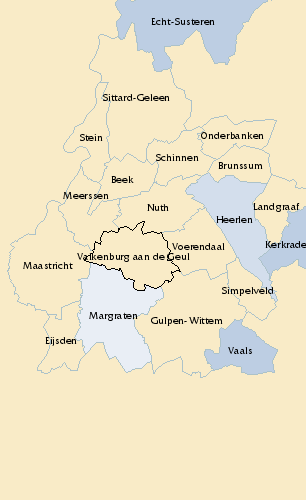 Echt-Susteren
Sittard-Geleen
Onderbanken
Stein
Schinnen
Brunssum
Beek
Meerssen
Nuth
Landgraaf
Heerlen
Voerendaal
Kerkrade
Valkenburg aan de Geul
Maastricht
Simpelveld
Margraten
Gulpen- Wittem
Eijsden
Vaals